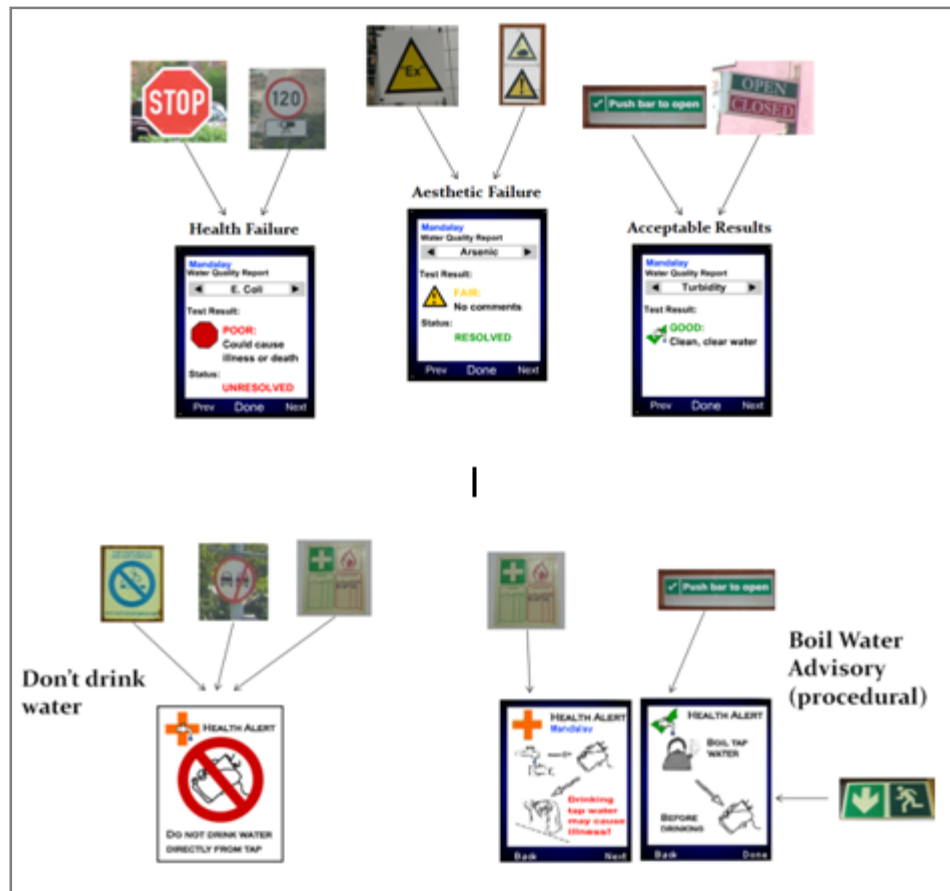 STOP
120
"Ex"
Push bar to open
OPEN
CLOSED
Health Failure
Aesthetic Failure
Acceptable Results
Mandalay
Water Quality Report
E. Coli
Test Result:
POOR:
Could cause
illness or death
Status:
UNRESOLVED
Prev Done Next
Mandalay
Water Quality Report
Arsenic
Test Result:
FAIR:
No comments
Status:
RESOLVED
Prev Done Next
Mandalay
Water Quality Report
Turbidity
Test Result:
GOOD:
Clean, clear water
Prev Done Next
Don't drink
water
HEALTH ALERT
DO NOT DRINK WATER
DIRECTLY FROM TAP
Push bar to open
Boil Water
Advisory
(procedural)
HEALTH ALERT
Mandalay
Drinking
tap water
may cause
illness!
Back Next
HEALTH ALERT
BOIL TAP
WATER
BEFORE
DRINKING
Back Done